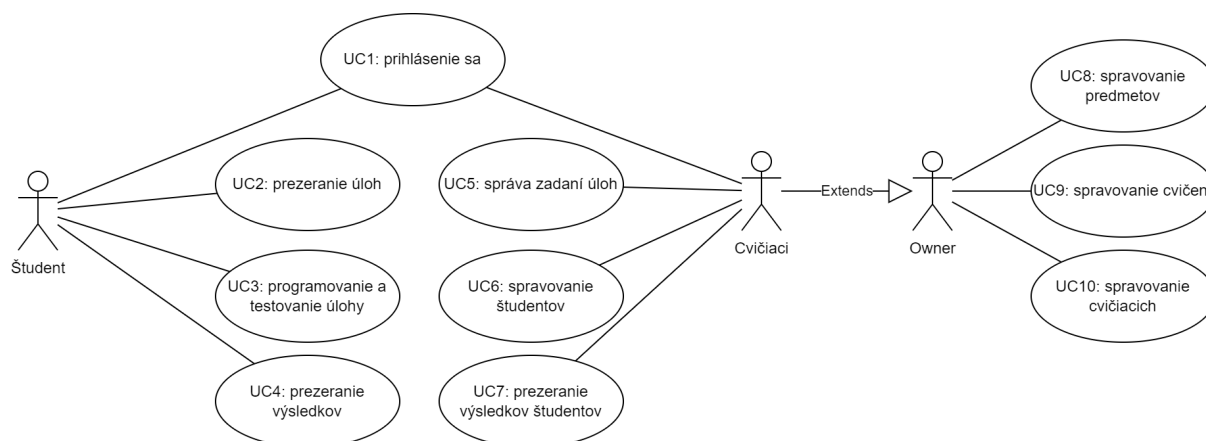 UC1: prihlásenie sa
UC8: spravovanie
predmetov
UC2: prezeranie úloh
UC5: správa zadaní úloh
Extends
UC9: spravovanie cvičen
Študent
Cvičiaci
Owner
UC3: programovanie a
testovanie úlohy
UC6: spravovanie
študentov
UC10: spravovanie
cvičiacich
UC4: prezeranie
výsledkov
UC7: prezeranie
výsledkov študentov